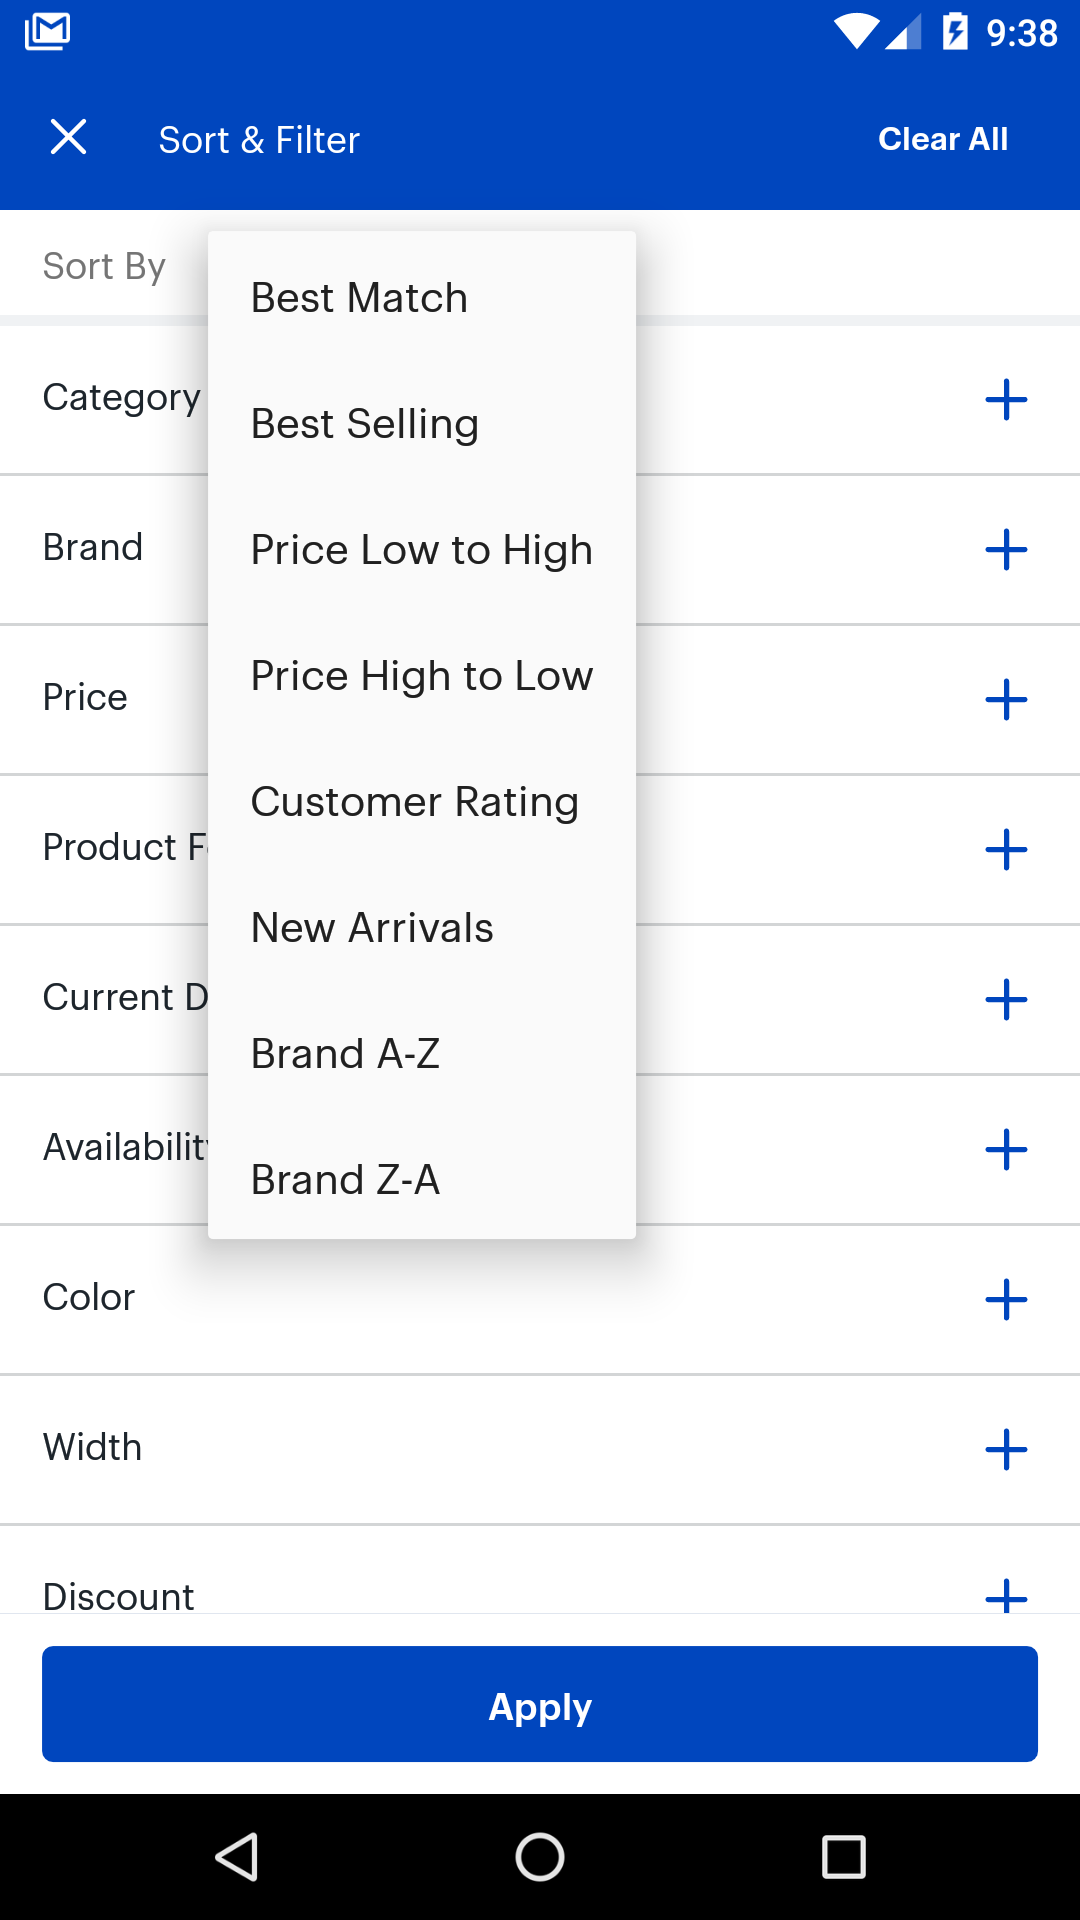 9:38
Sort & Filter
Clear All
Sort By
Best Match
Best Selling
Price Low to High
Price High to Low
Customer Rating
New Arrivals
Brand A-Z
Brand Z-A
Category
Brand
Price
Product
Current
Color
Width
Discount
Apply